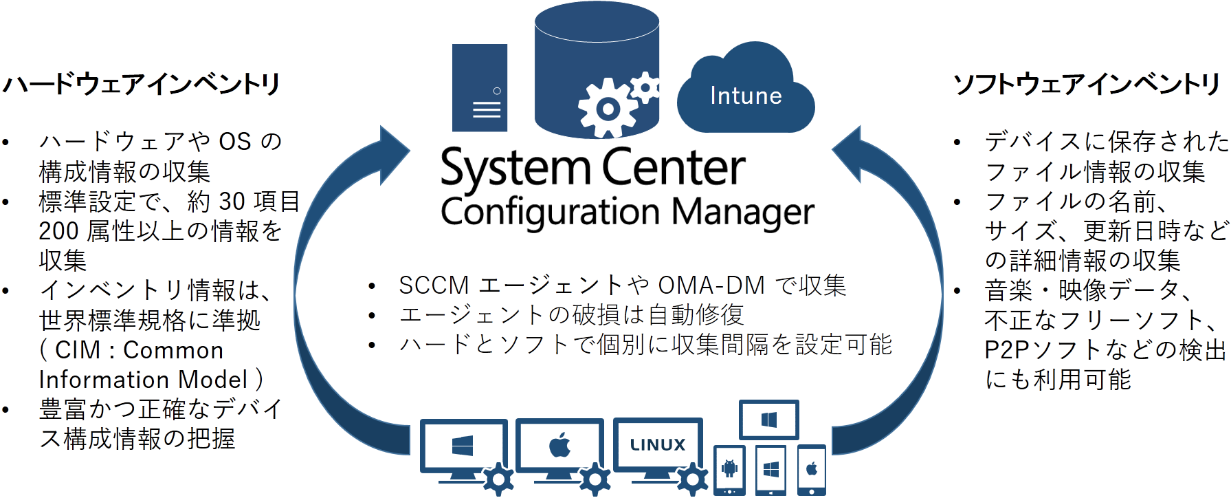 ハードウェアインベントリ
• ハードウェアや OS の
構成情報の収集
• 標準設定で、約 30 項目
200 属性以上の情報を
収集
• インベントリ情報は、
世界標準規格に準拠
( CIM : Common
Information Model )
• 豊富かつ正確なデバイ
ス構成情報の把握
Intune
System Center
Configuration Manager
• SCCM エージェントや OMA-DM で収集
• エージェントの破損は自動修復
• ハードとソフトで個別に収集間隔を設定可能
LINUX
ソフトウェアインベントリ
• デバイスに保存された
ファイル情報の収集
• ファイルの名前、
サイズ、更新日時など
の詳細情報の収集
• 音楽・映像データ、
不正なフリーソフト、
P2Pソフトなどの検出
にも利用可能